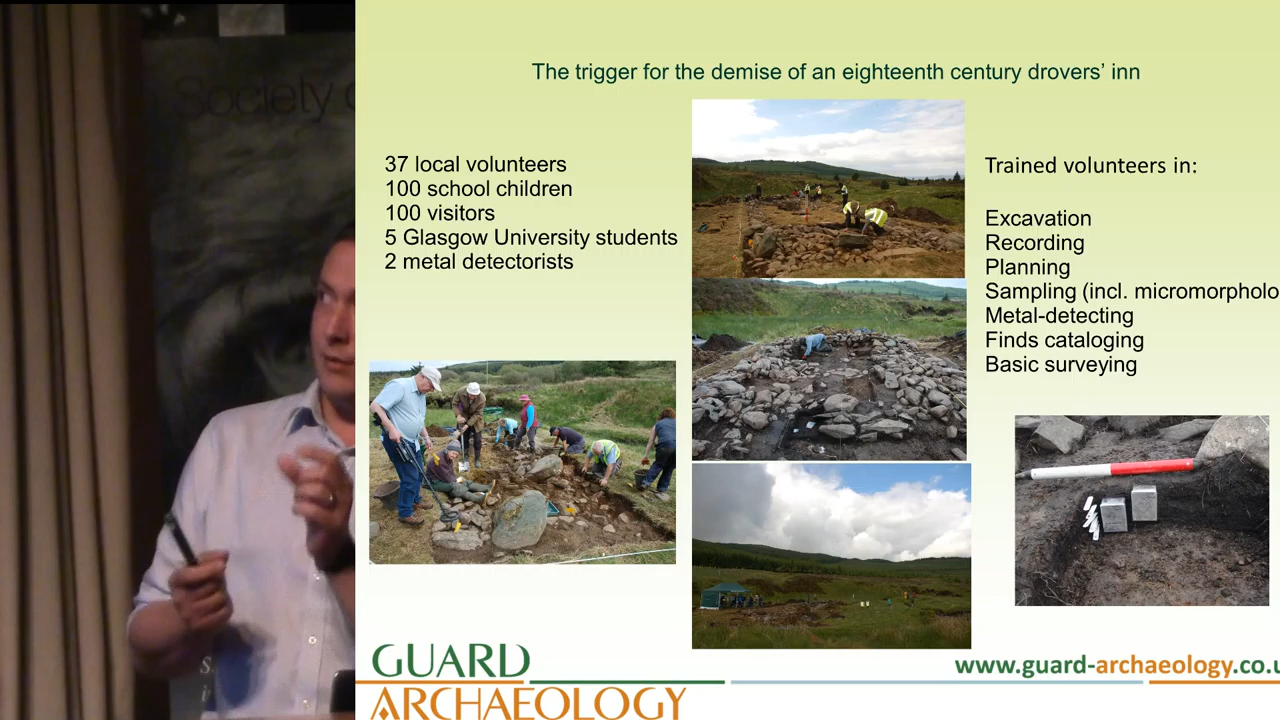 Society
The trigger for the demise of an eighteenth century drovers’ inn
37 local volunteers
100 school children
100 visitors
5 Glasgow University students
2 metal detectorists
Trained volunteers in:
Excavation
Recording
Planning
Sampling (incl. micromorpholo
Metal-detecting
Finds cataloging
Basic surveying
GUARD
ARCHAEOLOGY
www.guard-archaeology.co.u